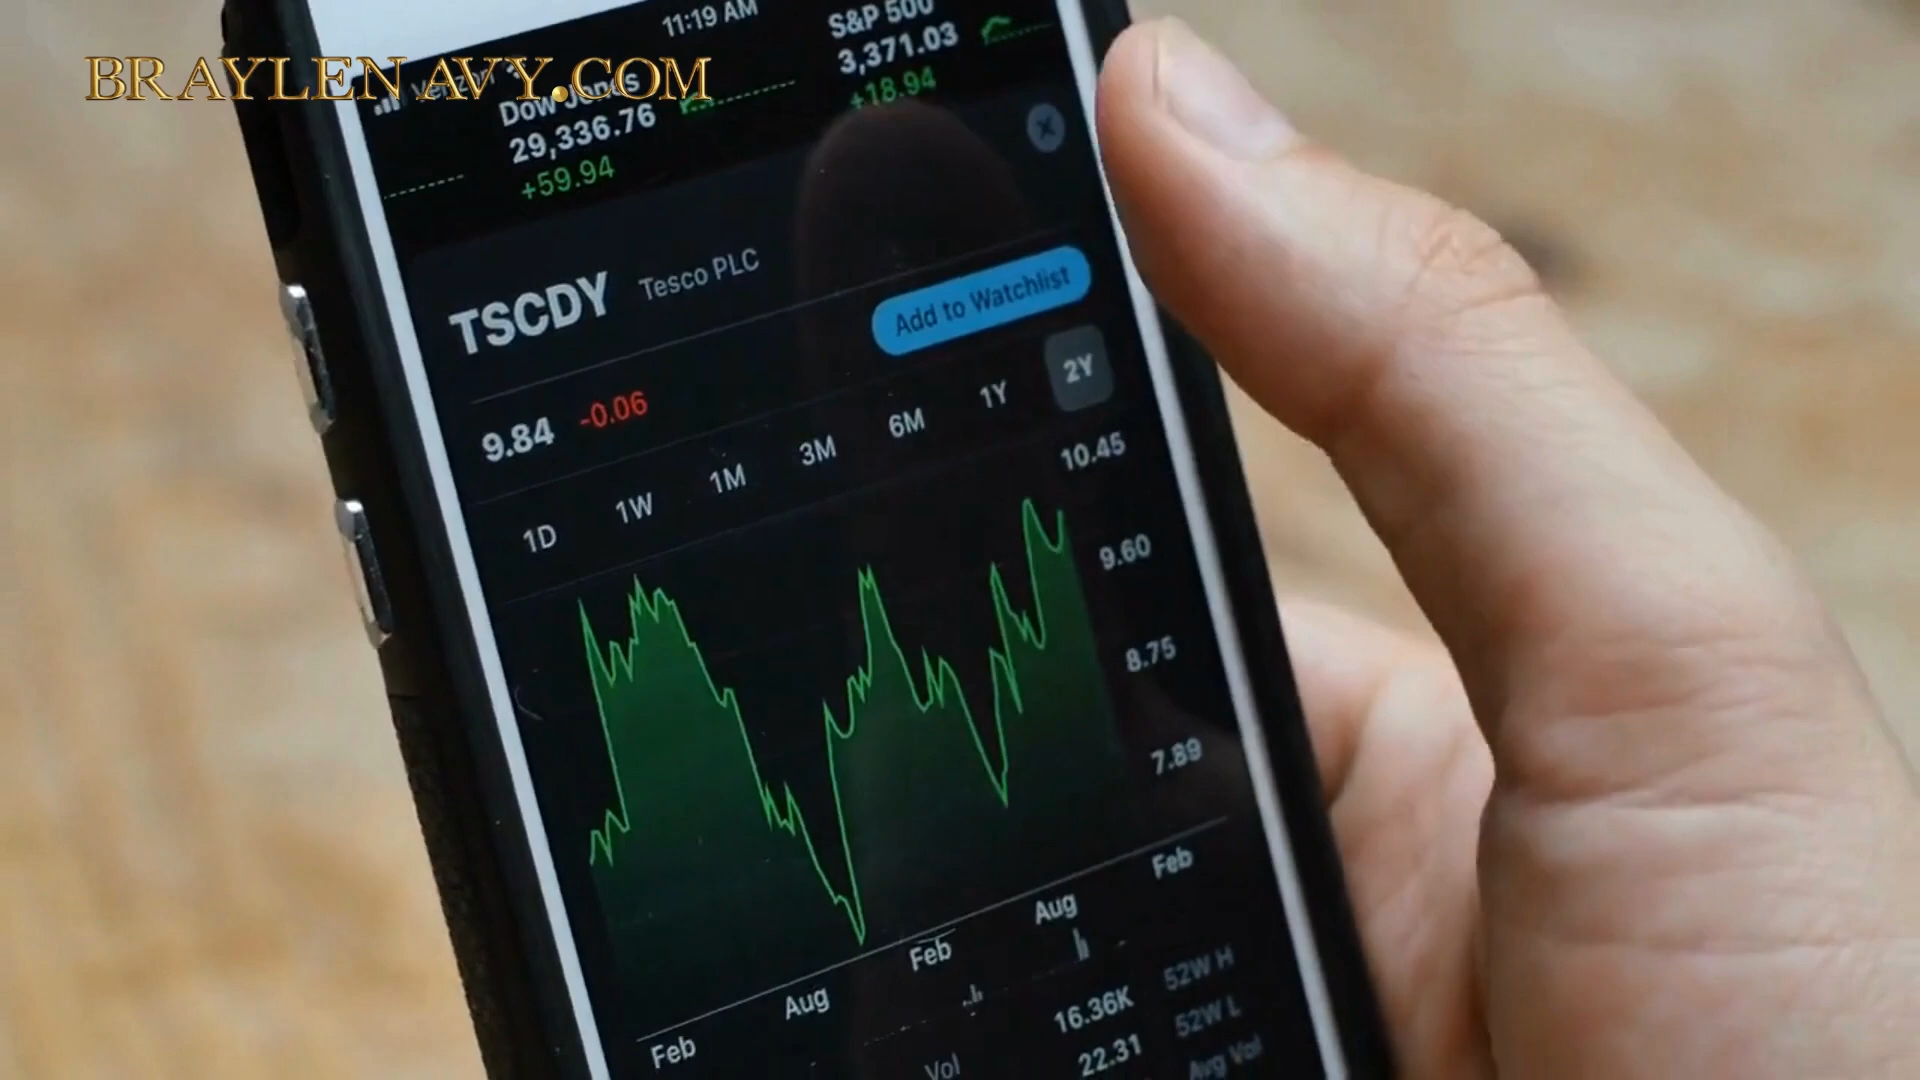 BRAYLENAVY.COM
11:19 AM
Verizon
Dow Jones
29,336.76
+59.94
S&P 500
3,371.03
+18.94
TSCDY Tesco PLC
Add to Watchlist
9.84 -0.06
1D 1W 1M 3M 6M 1Y 2Y
10.45
9.60
8.75
7.89
Feb Aug Feb Aug Feb
16.36K 52W H
Vol 22.31 52W L
Avg Vol